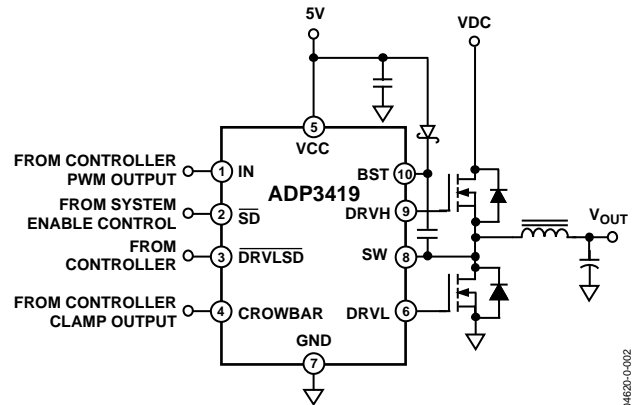 5V
VDC
5
VCC
FROM CONTROLLER
PWM OUTPUT
1
IN
BST
10
ADP3419
FROM SYSTEM
ENABLE CONTROL
2
SD
DRVH
9
VOUT
FROM
CONTROLLER
3
DRVLSD
SW
8
FROM CONTROLLER
CLAMP OUTPUT
4
CROWBAR
DRVL
6
GND
7
04620-0-002